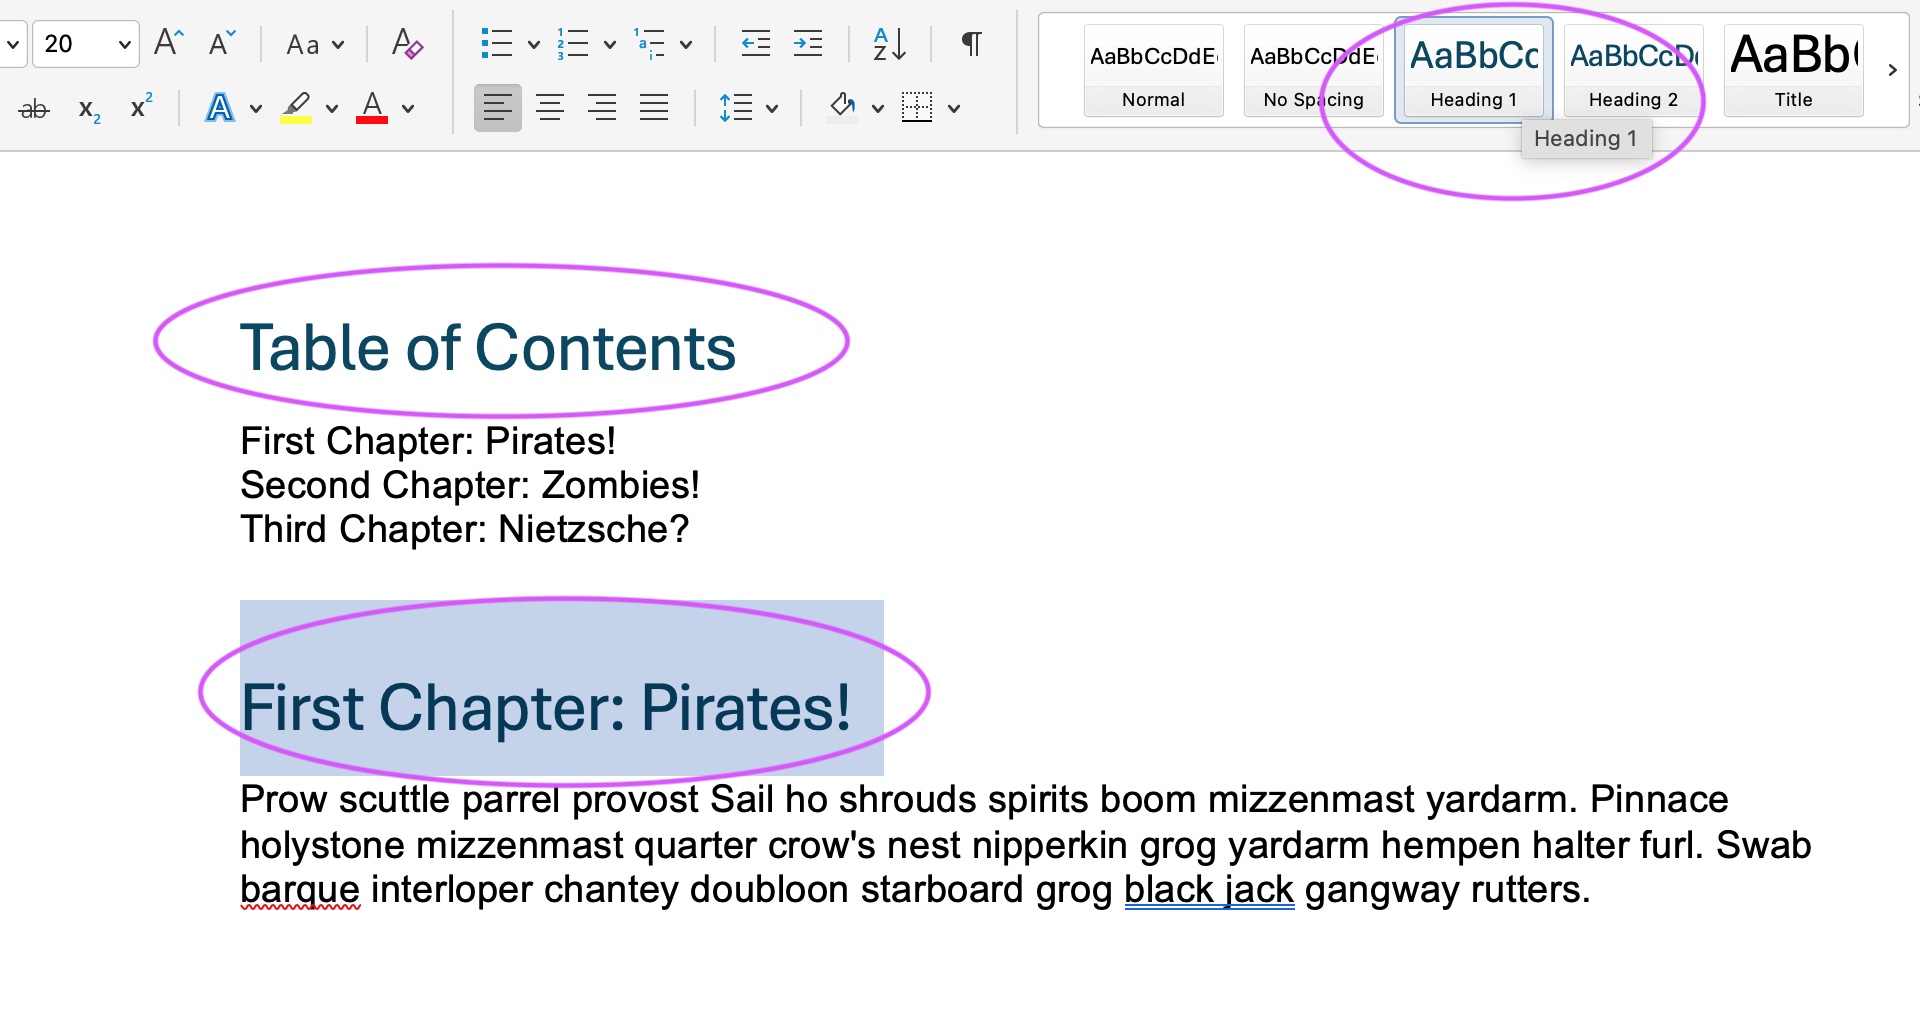 20
Aa
ab x2 x2 A A
AaBbCcDdE AaBbCcDdE AaBbCc AaBbCcD AaBb
Normal No Spacing Heading 1 Heading 2 Title
Heading 1
Table of Contents
First Chapter: Pirates!
Second Chapter: Zombies!
Third Chapter: Nietzsche?
First Chapter: Pirates!
Prow scuttle parrel provost Sail ho shrouds spirits boom mizzenmast yardarm. Pinnace
holystone mizzenmast quarter crow's nest nipperkin grog yardarm hempen halter furl. Swab
barque interloper chantey doubloon starboard grog black jack gangway rutters.